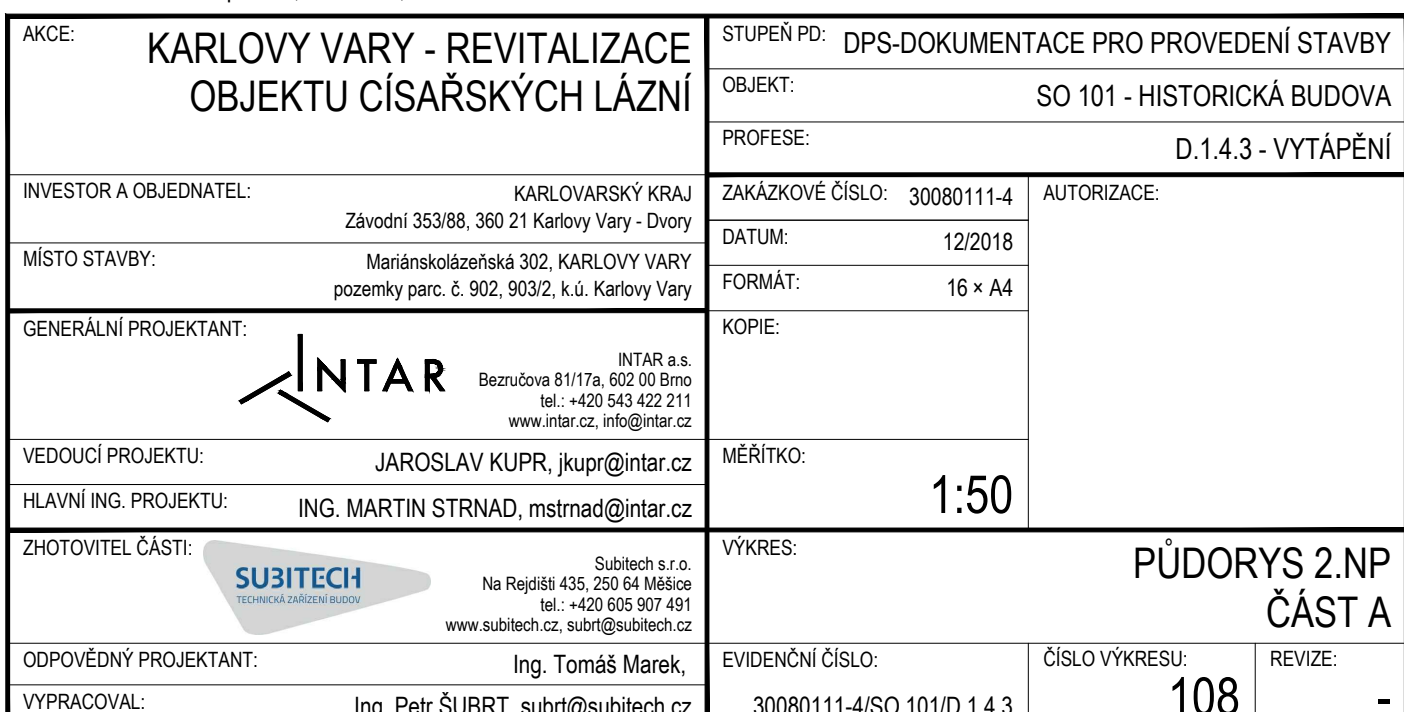 AKCE:
KARLOVY VARY - REVITALIZACE
OBJEKTU CÍSAŘSKÝCH LÁZNÍ
STUPEŇ PD: DPS-DOKUMENTACE PRO PROVEDENÍ STAVBY
OBJEKT: SO 101 - HISTORICKÁ BUDOVA
PROFESE: D.1.4.3 - VYTÁPĚNÍ
INVESTOR A OBJEDNATEL: KARLOVARSKÝ KRAJ
Závodní 353/88, 360 21 Karlovy Vary - Dvory
MÍSTO STAVBY: Mariánskolázeňská 302, KARLOVY VARY
pozemky parc. č. 902, 903/2, k.ú. Karlovy Vary
ZAKÁZKOVÉ ČÍSLO: 30080111-4
DATUM: 12/2018
FORMÁT: 16 × A4
AUTORIZACE:
GENERÁLNÍ PROJEKTANT:
INTAR
INTAR a.s.
Bezručova 81/17a, 602 00 Brno
tel.: +420 543 422 211
www.intar.cz, info@intar.cz
KOPIE:
VEDOUCÍ PROJEKTU: JAROSLAV KUPR, jkupr@intar.cz
HLAVNÍ ING. PROJEKTU: ING. MARTIN STRNAD, mstrnad@intar.cz
MĚŘÍTKO:
1:50
ZHOTOVITEL ČÁSTI:
SUBITECH
TECHNICKÁ ZAŘÍZENÍ BUDOV
Subitech s.r.o.
Na Rejdišti 435, 250 64 Měšice
tel.: +420 605 907 491
www.subitech.cz, subrt@subitech.cz
VÝKRES:
PŮDORYS 2.NP
ČÁST A
ODPOVĚDNÝ PROJEKTANT: Ing. Tomáš Marek,
VYPRACOVAL: Ing. Petr ŠUBRT, subrt@subitech.cz
EVIDENČNÍ ČÍSLO:
30080111-4/SO 101/D.1.4.3
ČÍSLO VÝKRESU:
108
REVIZE:
-